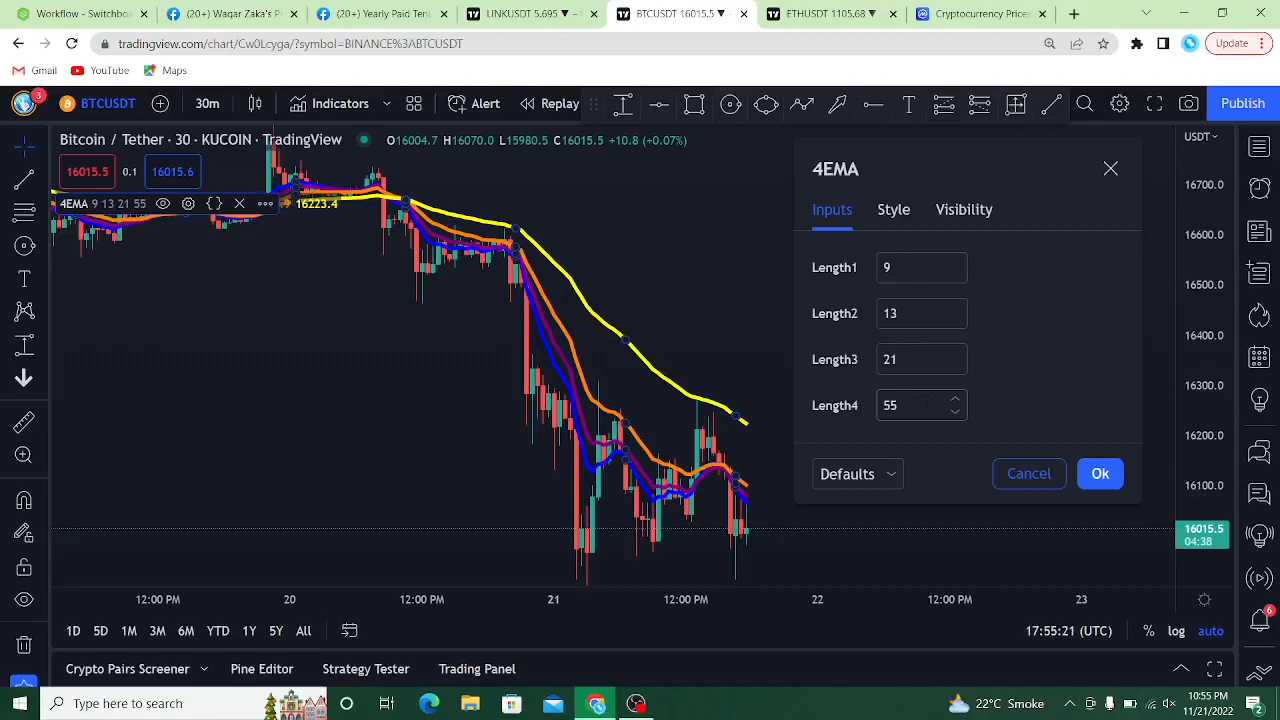 Workflows - Switchboa
(20+) Waqar Zaka's P
(20+) Yearly Paid Ten
LINKUSDT 5.695 ▼ −
BTCUSDT 16015.5 ▼
ETHUSDT 1105.68 ▼
Cryptocurrency Prices
tradingview.com/chart/Cw0Lcyga/?symbol=BINANCE%3ABTCUSDT
Update
Gmail
YouTube
Maps
3
BTCUSDT
30m
Indicators
Alert
Replay
Publish
Bitcoin / Tether · 30 · KUCOIN · TradingView
O16004.7 H16070.0 L15980.5 C16015.5 +10.8 (+0.07%)
USDT
16015.5
0.1
16015.6
4EMA 9 13 21 55
16223.4
4EMA
Inputs
Style
Visibility
Length1 9
Length2 13
Length3 21
Length4 55
Defaults
Cancel
Ok
16700.0
16600.0
16500.0
16400.0
16300.0
16200.0
16100.0
16015.5
04:38
12:00 PM
20
12:00 PM
21
12:00 PM
22
12:00 PM
23
1D 5D 1M 3M 6M YTD 1Y 5Y All
17:55:21 (UTC)
% log auto
6
Crypto Pairs Screener
Pine Editor
Strategy Tester
Trading Panel
Type here to search
22°C Smoke
10:55 PM
11/21/2022
2